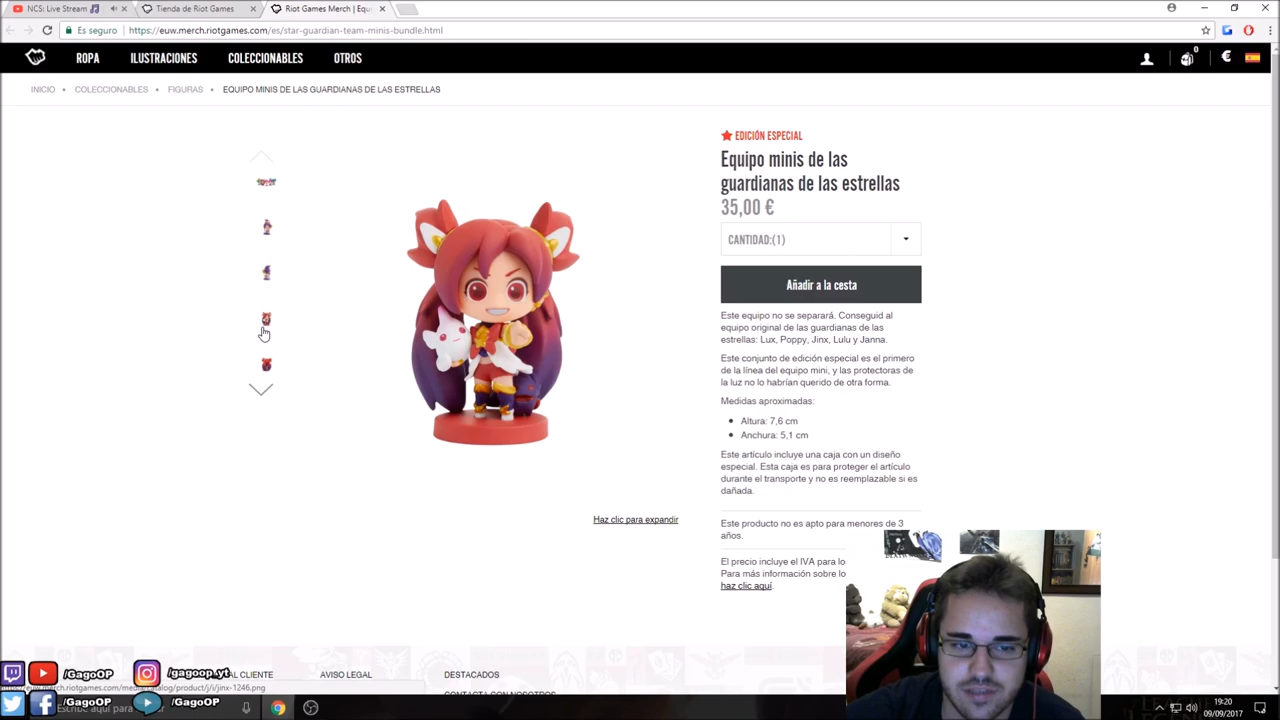 NCS: Live Stream
Tienda de Riot Games
Riot Games Merch | Equi
Es seguro
https://euw.merch.riotgames.com/es/star-guardian-team-minis-bundle.html
ROPA
ILUSTRACIONES
COLECCIONABLES
OTROS
0
€
INICIO • COLECCIONABLES • FIGURAS • EQUIPO MINIS DE LAS GUARDIANAS DE LAS ESTRELLAS
EDICIÓN ESPECIAL
Equipo minis de las
guardianas de las estrellas
35,00 €
CANTIDAD:(1)
Añadir a la cesta
Este equipo no se separará. Conseguid al
equipo original de las guardianas de las
estrellas: Lux, Poppy, Jinx, Lulu y Janna.
Este conjunto de edición especial es el primero
de la línea del equipo mini, y las protectoras de
la luz no lo habrían querido de otra forma.
Medidas aproximadas:
• Altura: 7,6 cm
• Anchura: 5,1 cm
Este artículo incluye una caja con un diseño
especial. Esta caja es para proteger el artículo
durante el transporte y no es reemplazable si es
dañada.
Haz clic para expandir
Este producto no es apto para menores de 3
años.
El precio incluye el IVA para lo
Para más información sobre lo
haz clic aquí.
/GagoOP
/gagoop_yt
AL CLIENTE
AVISO LEGAL
DESTACADOS
CONTACTA CON NOSOTROS
/GagoOP
/GagoOP
19:20
09/09/2017